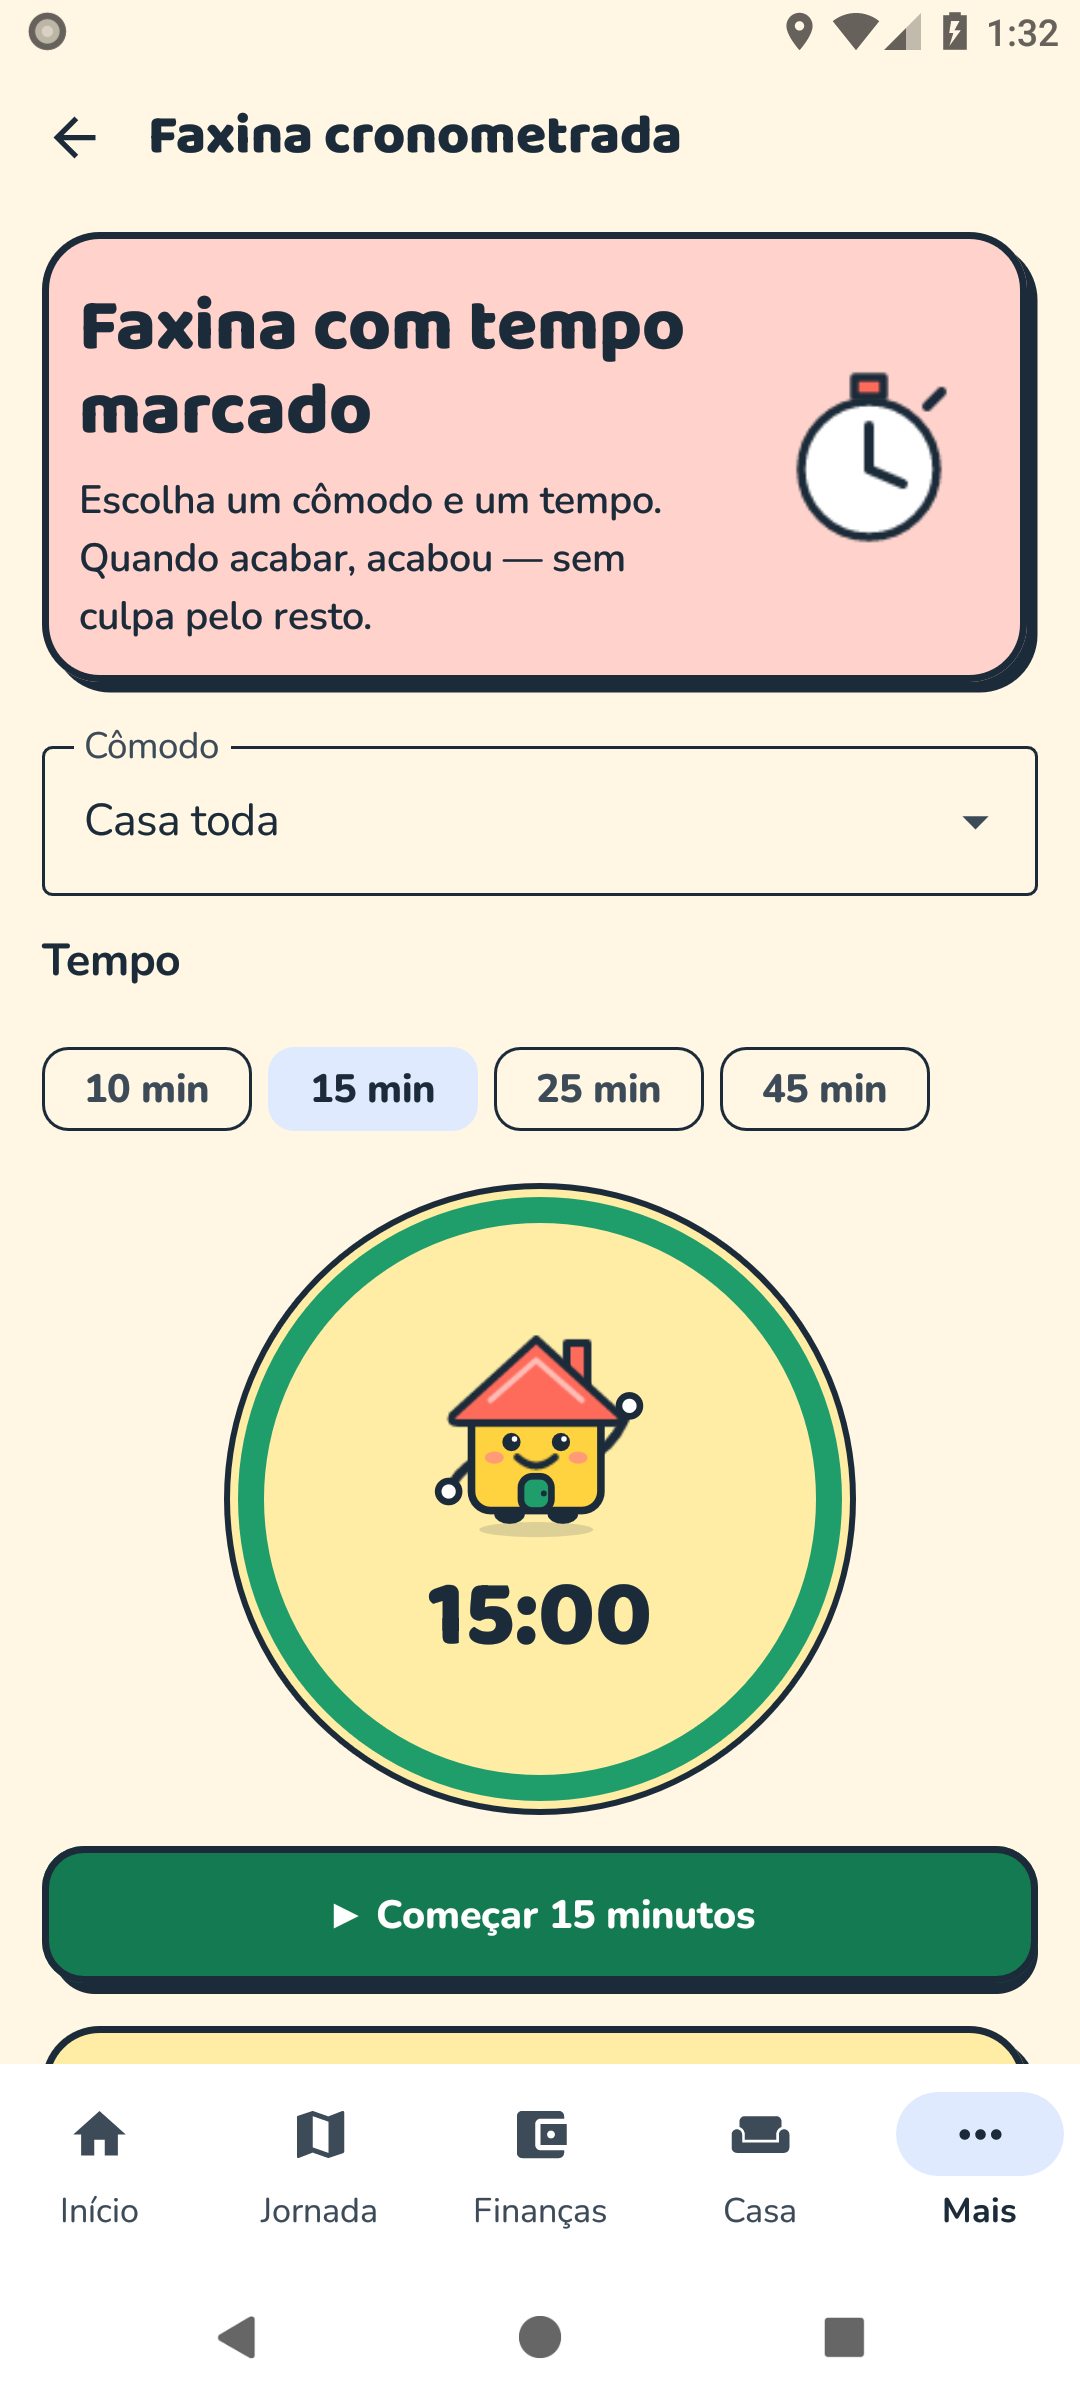 1:32
Faxina cronometrada
Faxina com tempo
marcado
Escolha um cômodo e um tempo.
Quando acabar, acabou — sem
culpa pelo resto.
Cômodo
Casa toda
Tempo
10 min
15 min
25 min
45 min
15:00
► Começar 15 minutos
Início
Jornada
Finanças
Casa
Mais